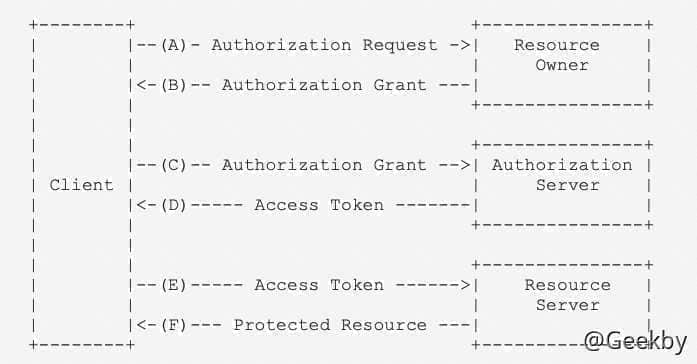 --(A)- Authorization Request ->
Resource
Owner
<-(B)-- Authorization Grant ---
--(C)-- Authorization Grant -->
Authorization
Server
Client
<-(D)----- Access Token -------
--(E)----- Access Token ------>
Resource
Server
<-(F)--- Protected Resource ---
@Geekby